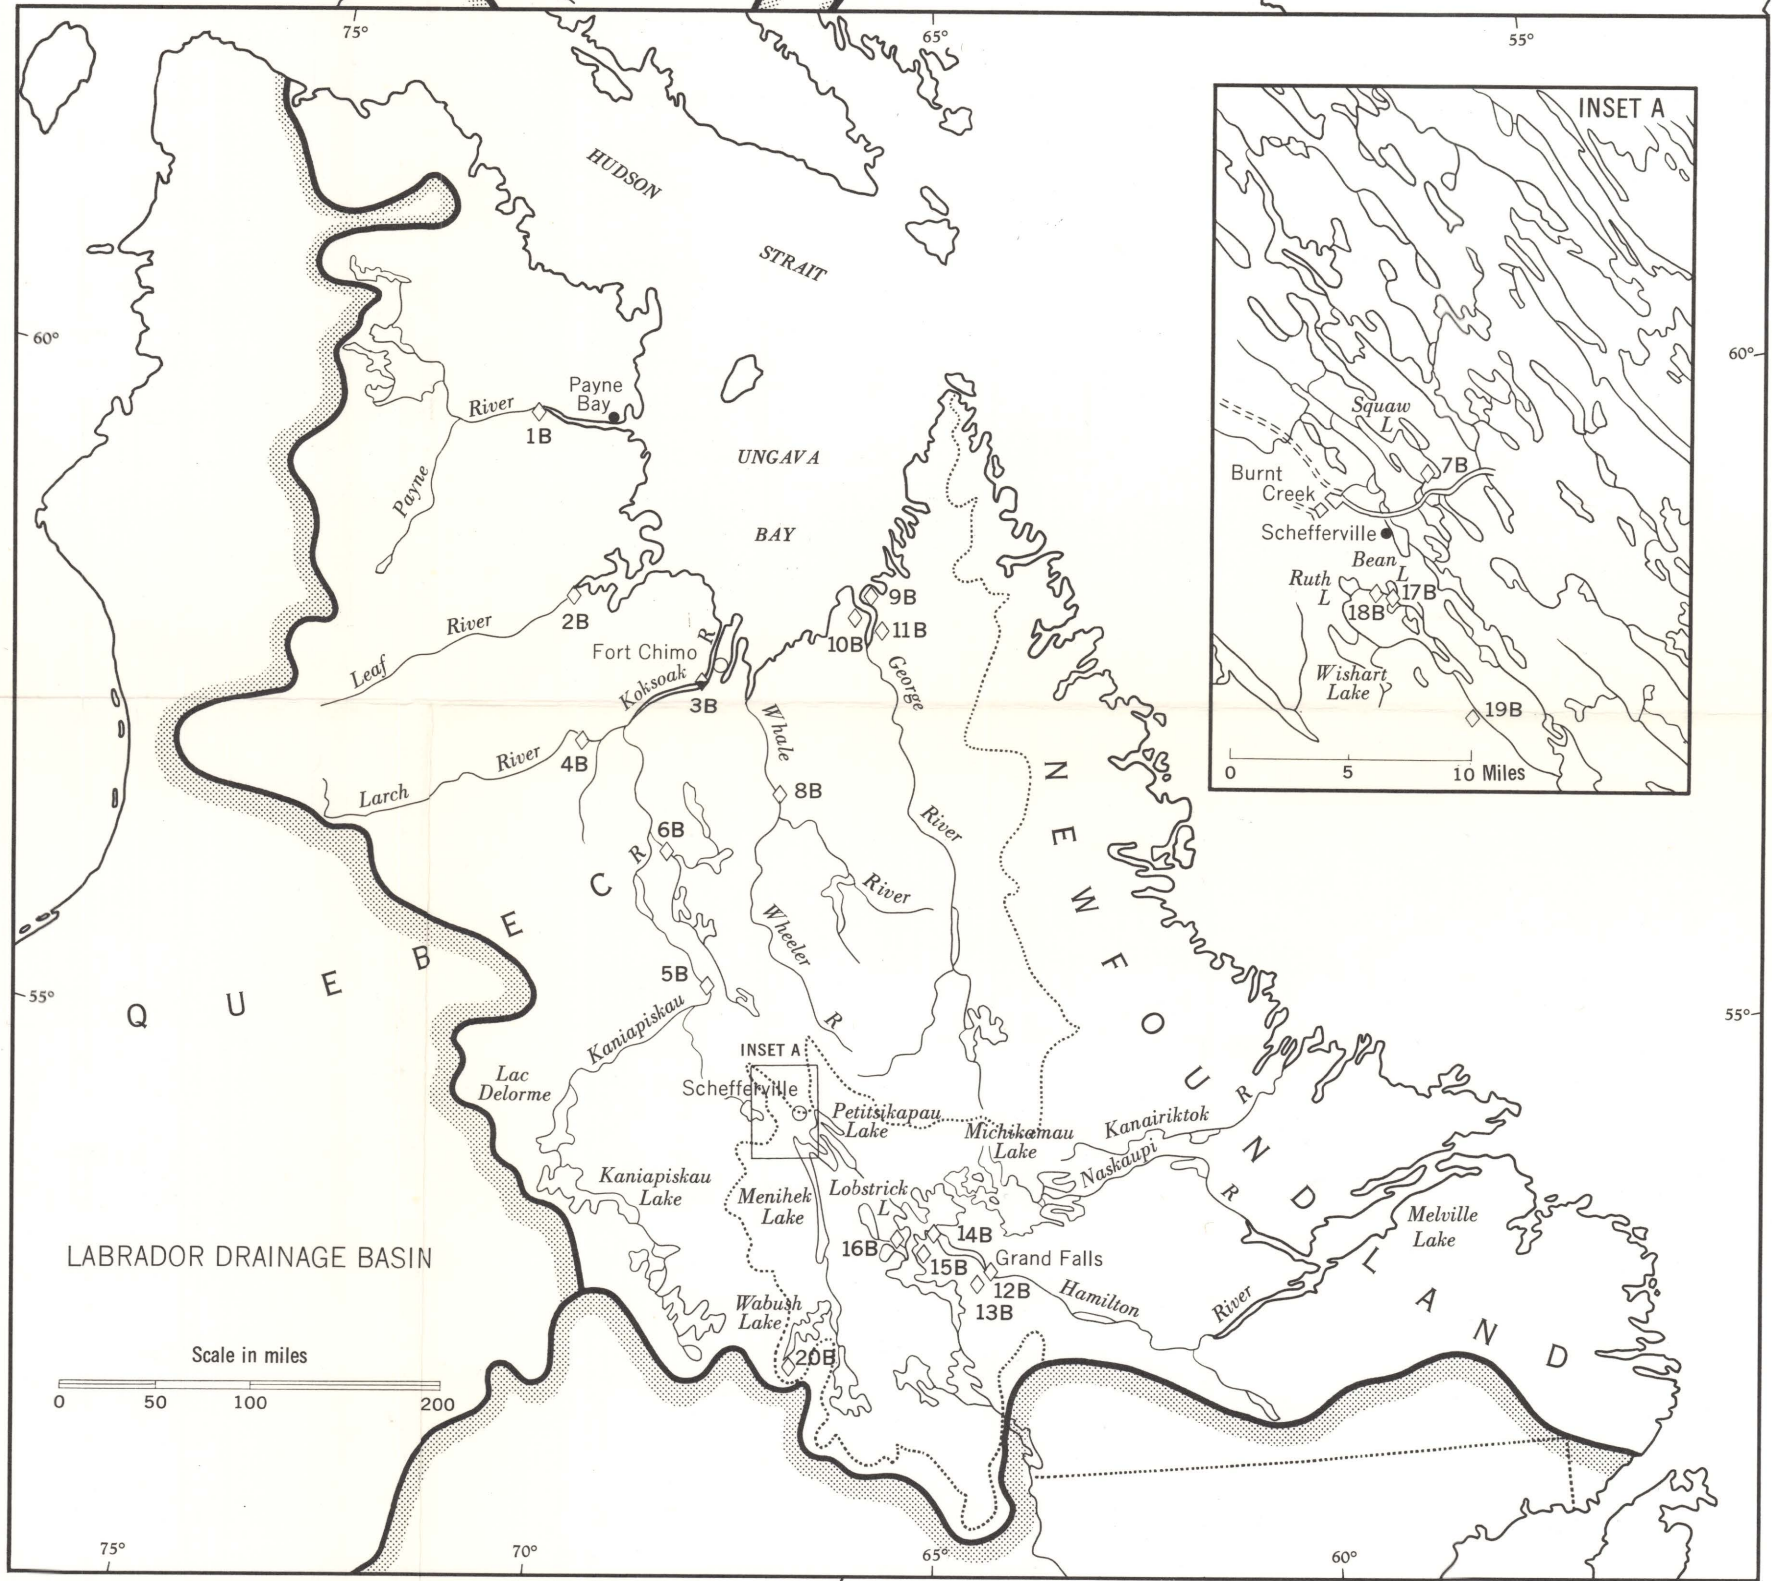 75°
65°
55°
INSET A
HUDSON
STRAIT
60°
60°
Payne
Bay
River
1B
Payne
UNGAVA
BAY
Squaw
L
7B
Burnt
Creek
Schefferville
Bean
L
Ruth
L
17B
18B
Wishart
Lake
19B
0 5 10 Miles
9B
10B
11B
2B
River
Leaf
Fort Chimo
R
Koksoak
3B
George
River
Whale
River
4B
River
Larch
8B
6B
R
Wheeler
R
5B
Kaniapiskau
55°
55°
QUEBEC
NEWFOUNDLAND
INSET A
Schefferville
Lac
Delorme
Petitsikapau
Lake
Michikamau
Lake
Kanairiktok
R
Naskaupi
R
Kaniapiskau
Lake
Menihek
Lake
Lobstrick
L
14B
16B
15B
Grand Falls
12B
13B
Hamilton
River
Melville
Lake
LABRADOR DRAINAGE BASIN
Wabush
Lake
20B
Scale in miles
0 50 100 200
75°
70°
65°
60°